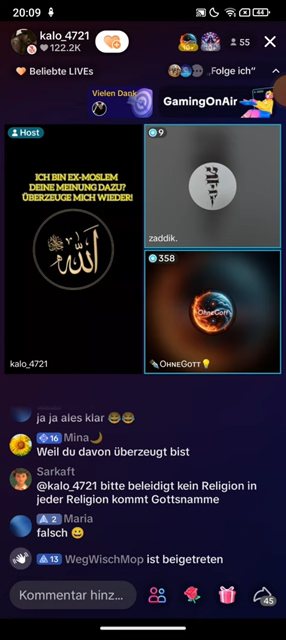 20:09
44
kalo_4721
122.2K
55
Beliebte LIVEs
„Folge ich“
Vielen Dank
GamingOnAir
Host
ICH BIN EX-MOSLEM
DEINE MEINUNG DAZU?
ÜBERZEUGE MICH WIEDER!
الله
kalo_4721
9
zaddik.
358
OhneGott
OHNEGOTT
ja ja ales klar 😂😂
16 Mina🌙
Weil du davon überzeugt bist
Sarkaft
@kalo_4721 bitte beleidigt kein Religion in
jeder Religion kommt Gottsnamme
2 Maria
falsch 😀
13 WegWischMop ist beigetreten
Kommentar hinz...
45